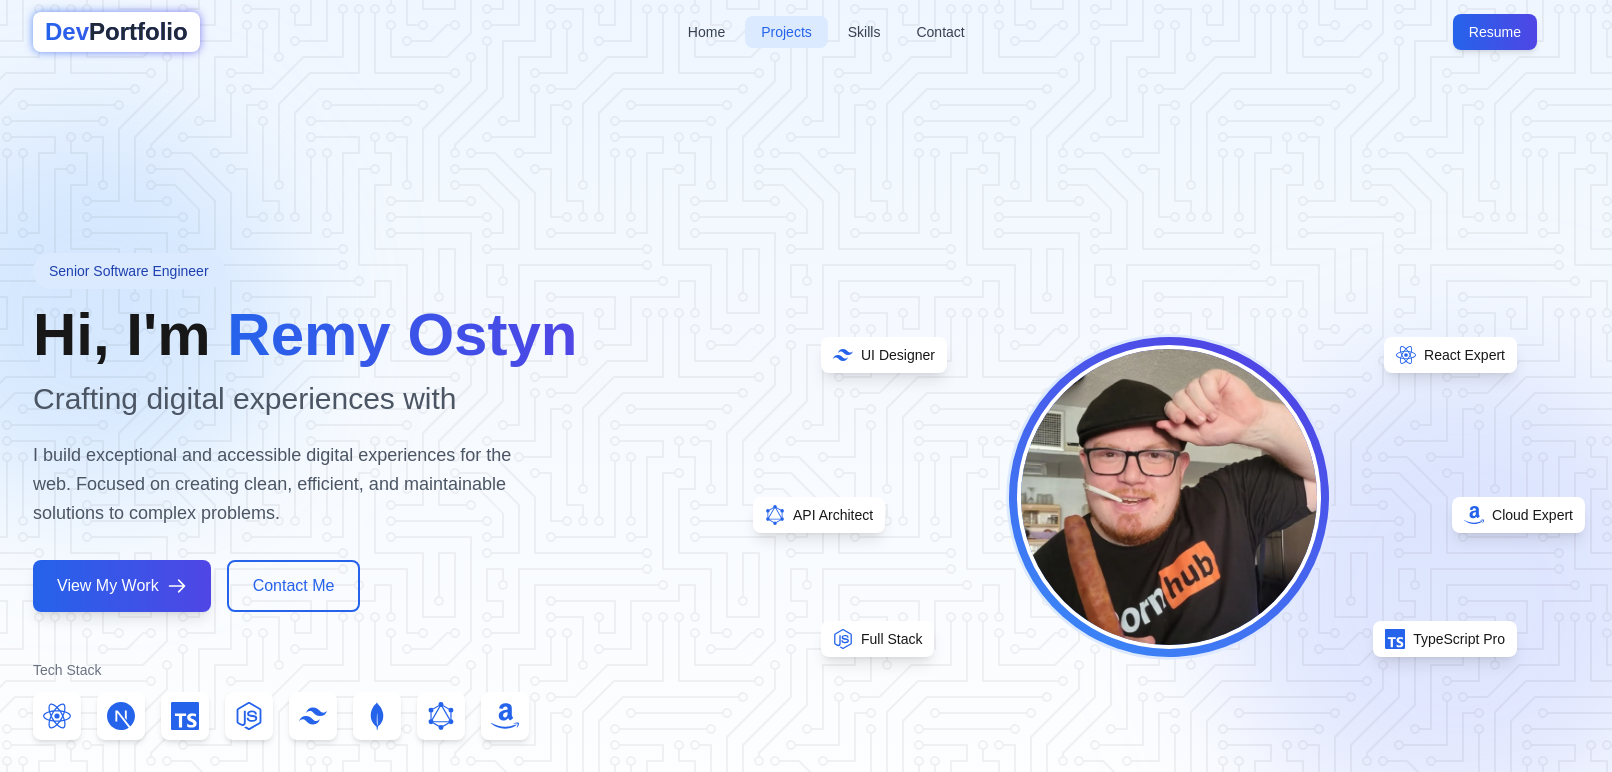 DevPortfolio
Home
Projects
Skills
Contact
Resume
Senior Software Engineer
Hi, I'm Remy Ostyn
Crafting digital experiences with
I build exceptional and accessible digital experiences for the
web. Focused on creating clean, efficient, and maintainable
solutions to complex problems.
View My Work
Contact Me
Tech Stack
N
TS
JS
a
UI Designer
React Expert
API Architect
a Cloud Expert
JS Full Stack
TS TypeScript Pro
orn hub